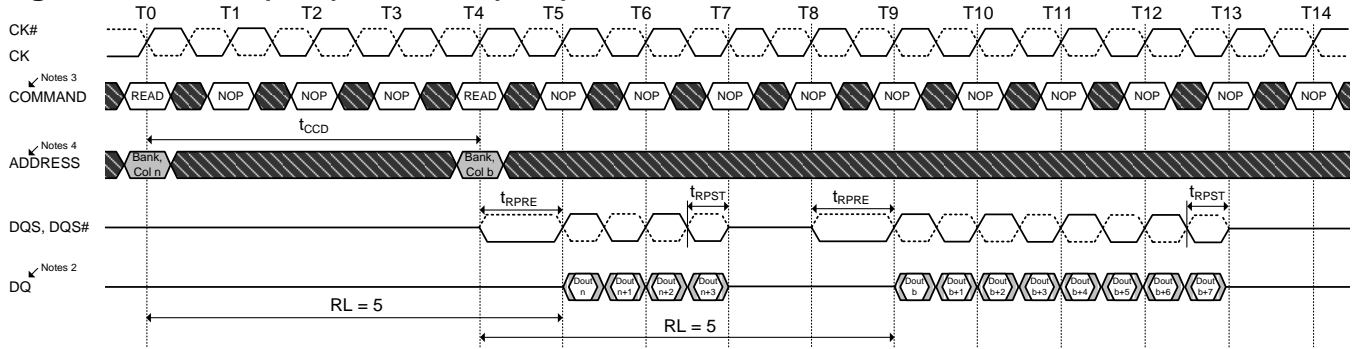 T0 T1 T2 T3 T4 T5 T6 T7 T8 T9 T10 T11 T12 T13 T14
CK#
CK
Notes 3
COMMAND
READ NOP NOP NOP READ NOP NOP NOP NOP NOP NOP NOP NOP NOP NOP
tCCD
Notes 4
ADDRESS
Bank, Col n
Bank, Col b
tRPRE tRPST tRPRE tRPST
DQS, DQS#
Notes 2
DQ
Dout n Dout n+1 Dout n+2 Dout n+3 Dout b Dout b+1 Dout b+2 Dout b+3 Dout b+4 Dout b+5 Dout b+6 Dout b+7
RL = 5
RL = 5